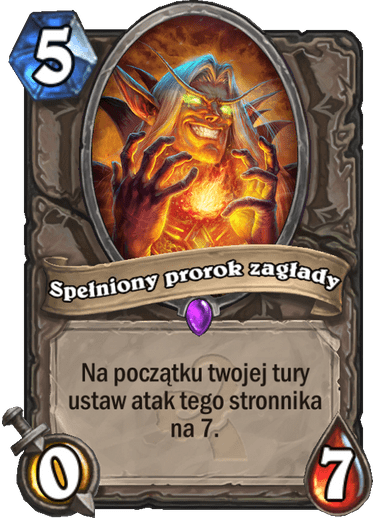 5
Spełniony prorok zagłady
Na początku twojej tury
ustaw atak tego stronnika
na 7.
0
7